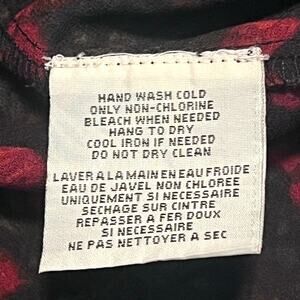 HAND WASH COLD
ONLY NON-CHLORINE
BLEACH WHEN NEEDED
HANG TO DRY
COOL IRON IF NEEDED
DO NOT DRY CLEAN
LAVER A LA MAIN EN EAU FROIDE
EAU DE JAVEL NON CHLOREE
UNIQUEMENT SI NECESSAIRE
SECHAGE SUR CINTRE
REPASSER A FER DOUX
SI NECESSAIRE
NE PAS NETTOYER A SEC